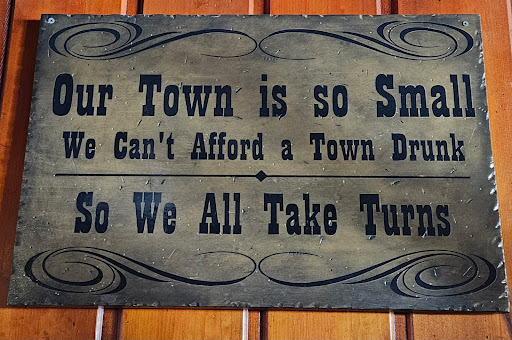 Our Town is so Small
We Can't Afford a Town Drunk
So We All Take Turns